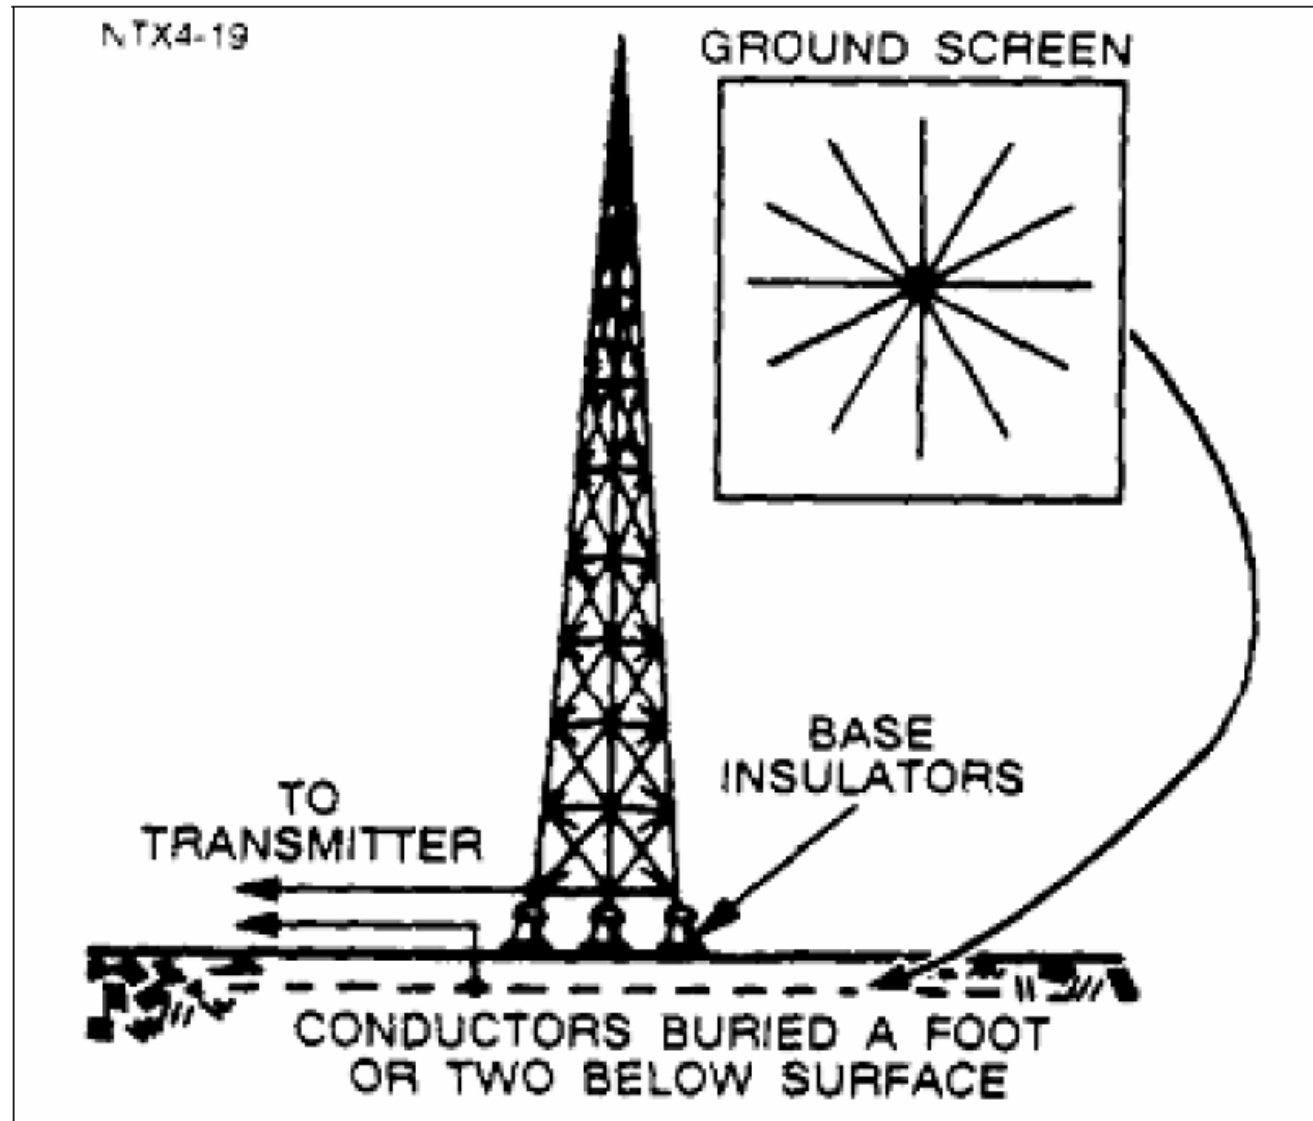 NTX4-19
GROUND SCREEN
BASE
INSULATORS
TO
TRANSMITTER
CONDUCTORS BURIED A FOOT
OR TWO BELOW SURFACE